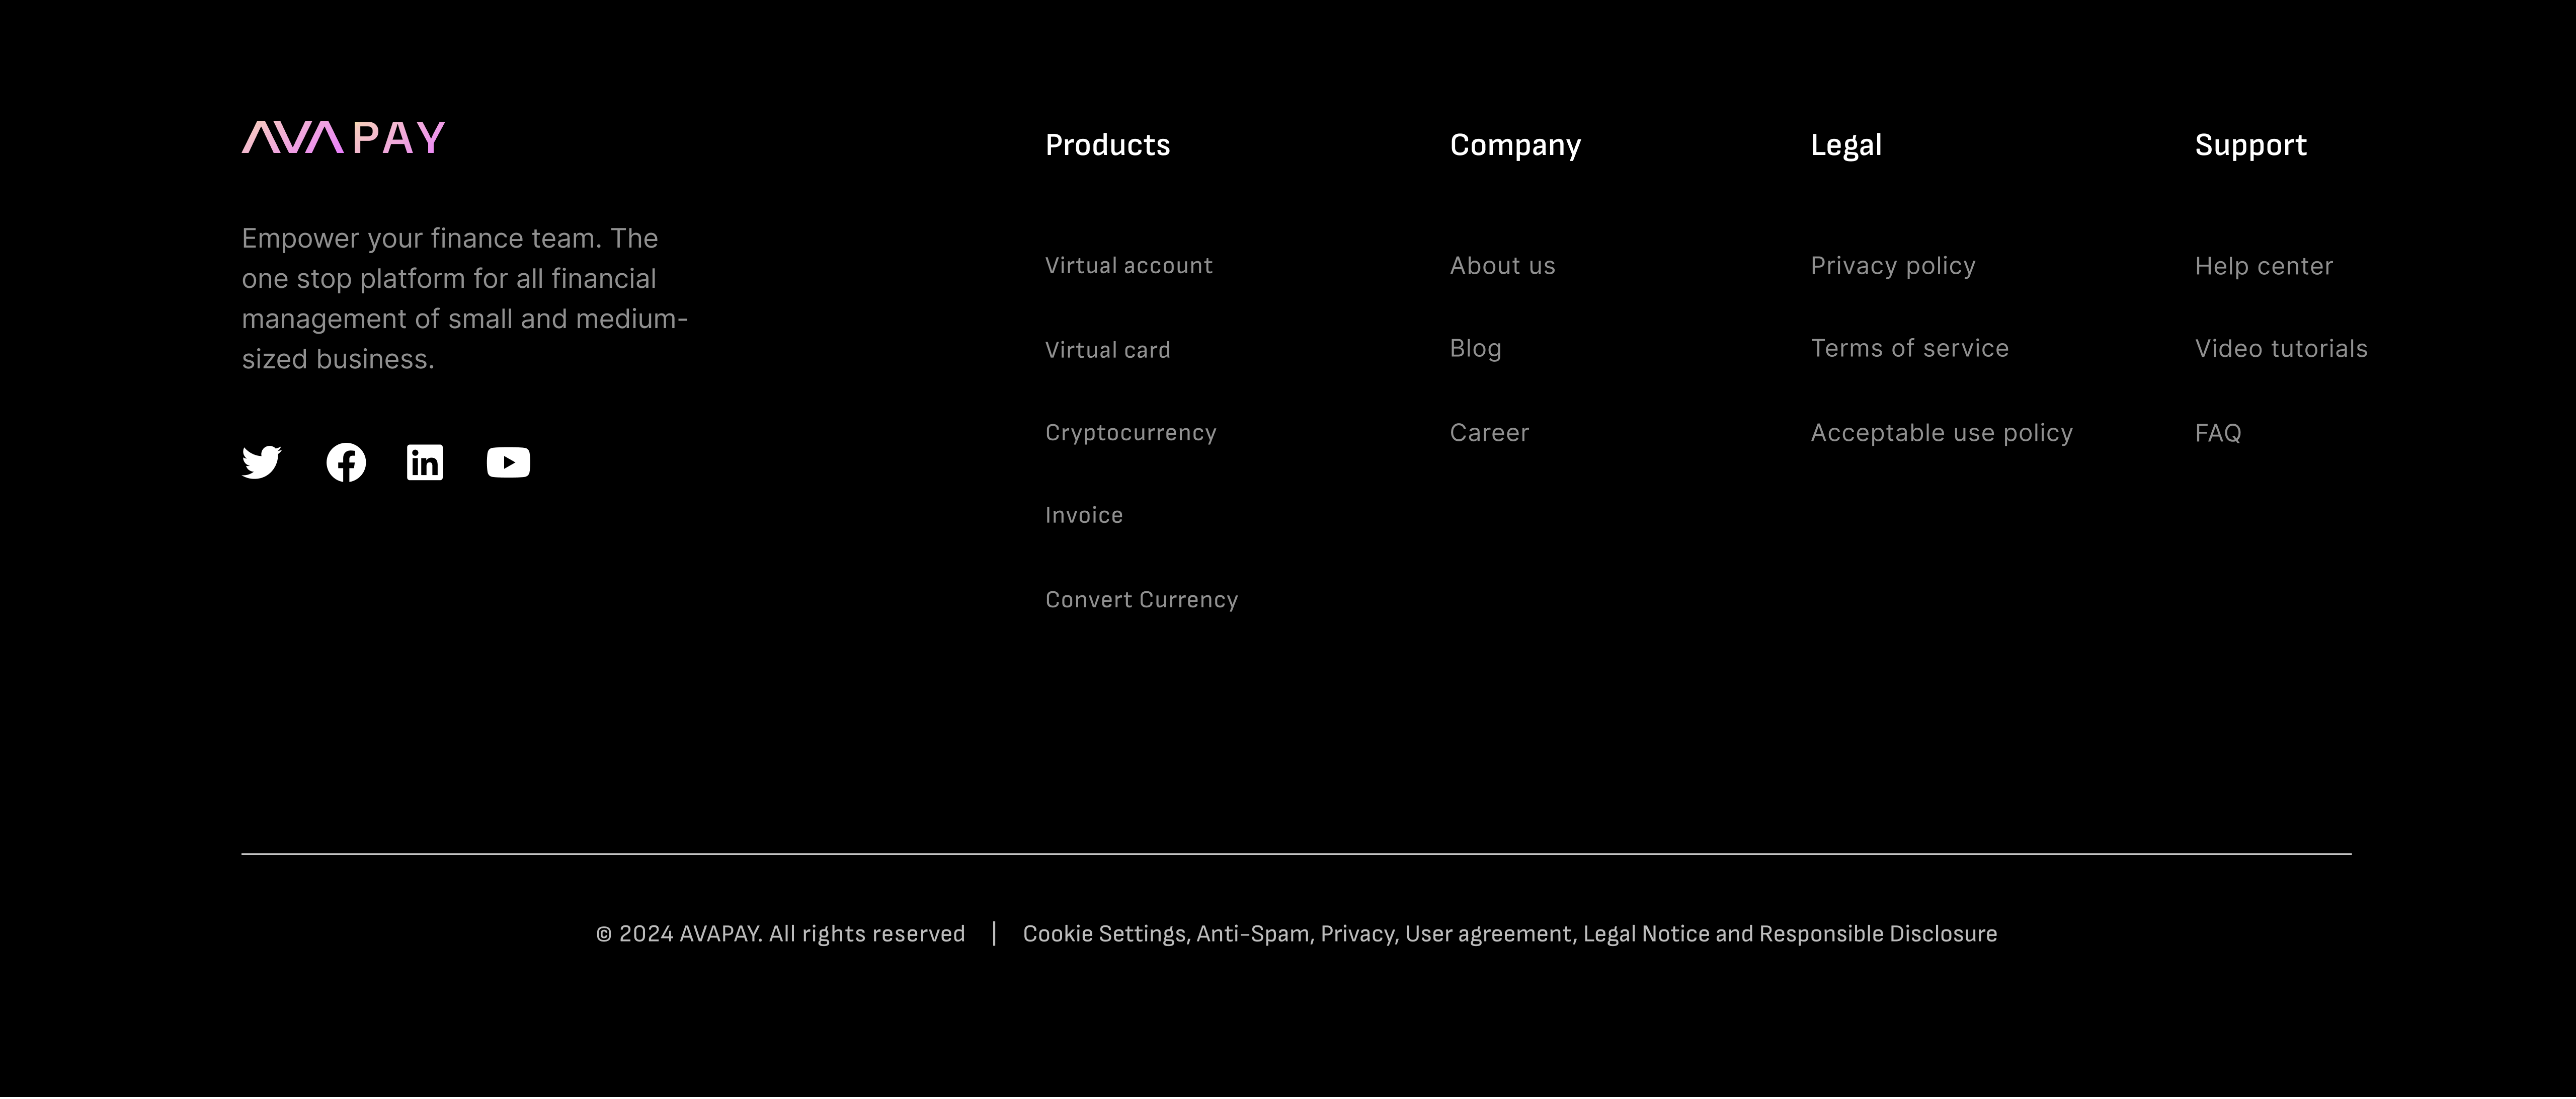 AVA PAY
Empower your finance team. The
one stop platform for all financial
management of small and medium-
sized business.
Products
Virtual account
Virtual card
Cryptocurrency
Invoice
Convert Currency
Company
About us
Blog
Career
Legal
Privacy policy
Terms of service
Acceptable use policy
Support
Help center
Video tutorials
FAQ
© 2024 AVAPAY. All rights reserved | Cookie Settings, Anti-Spam, Privacy, User agreement, Legal Notice and Responsible Disclosure